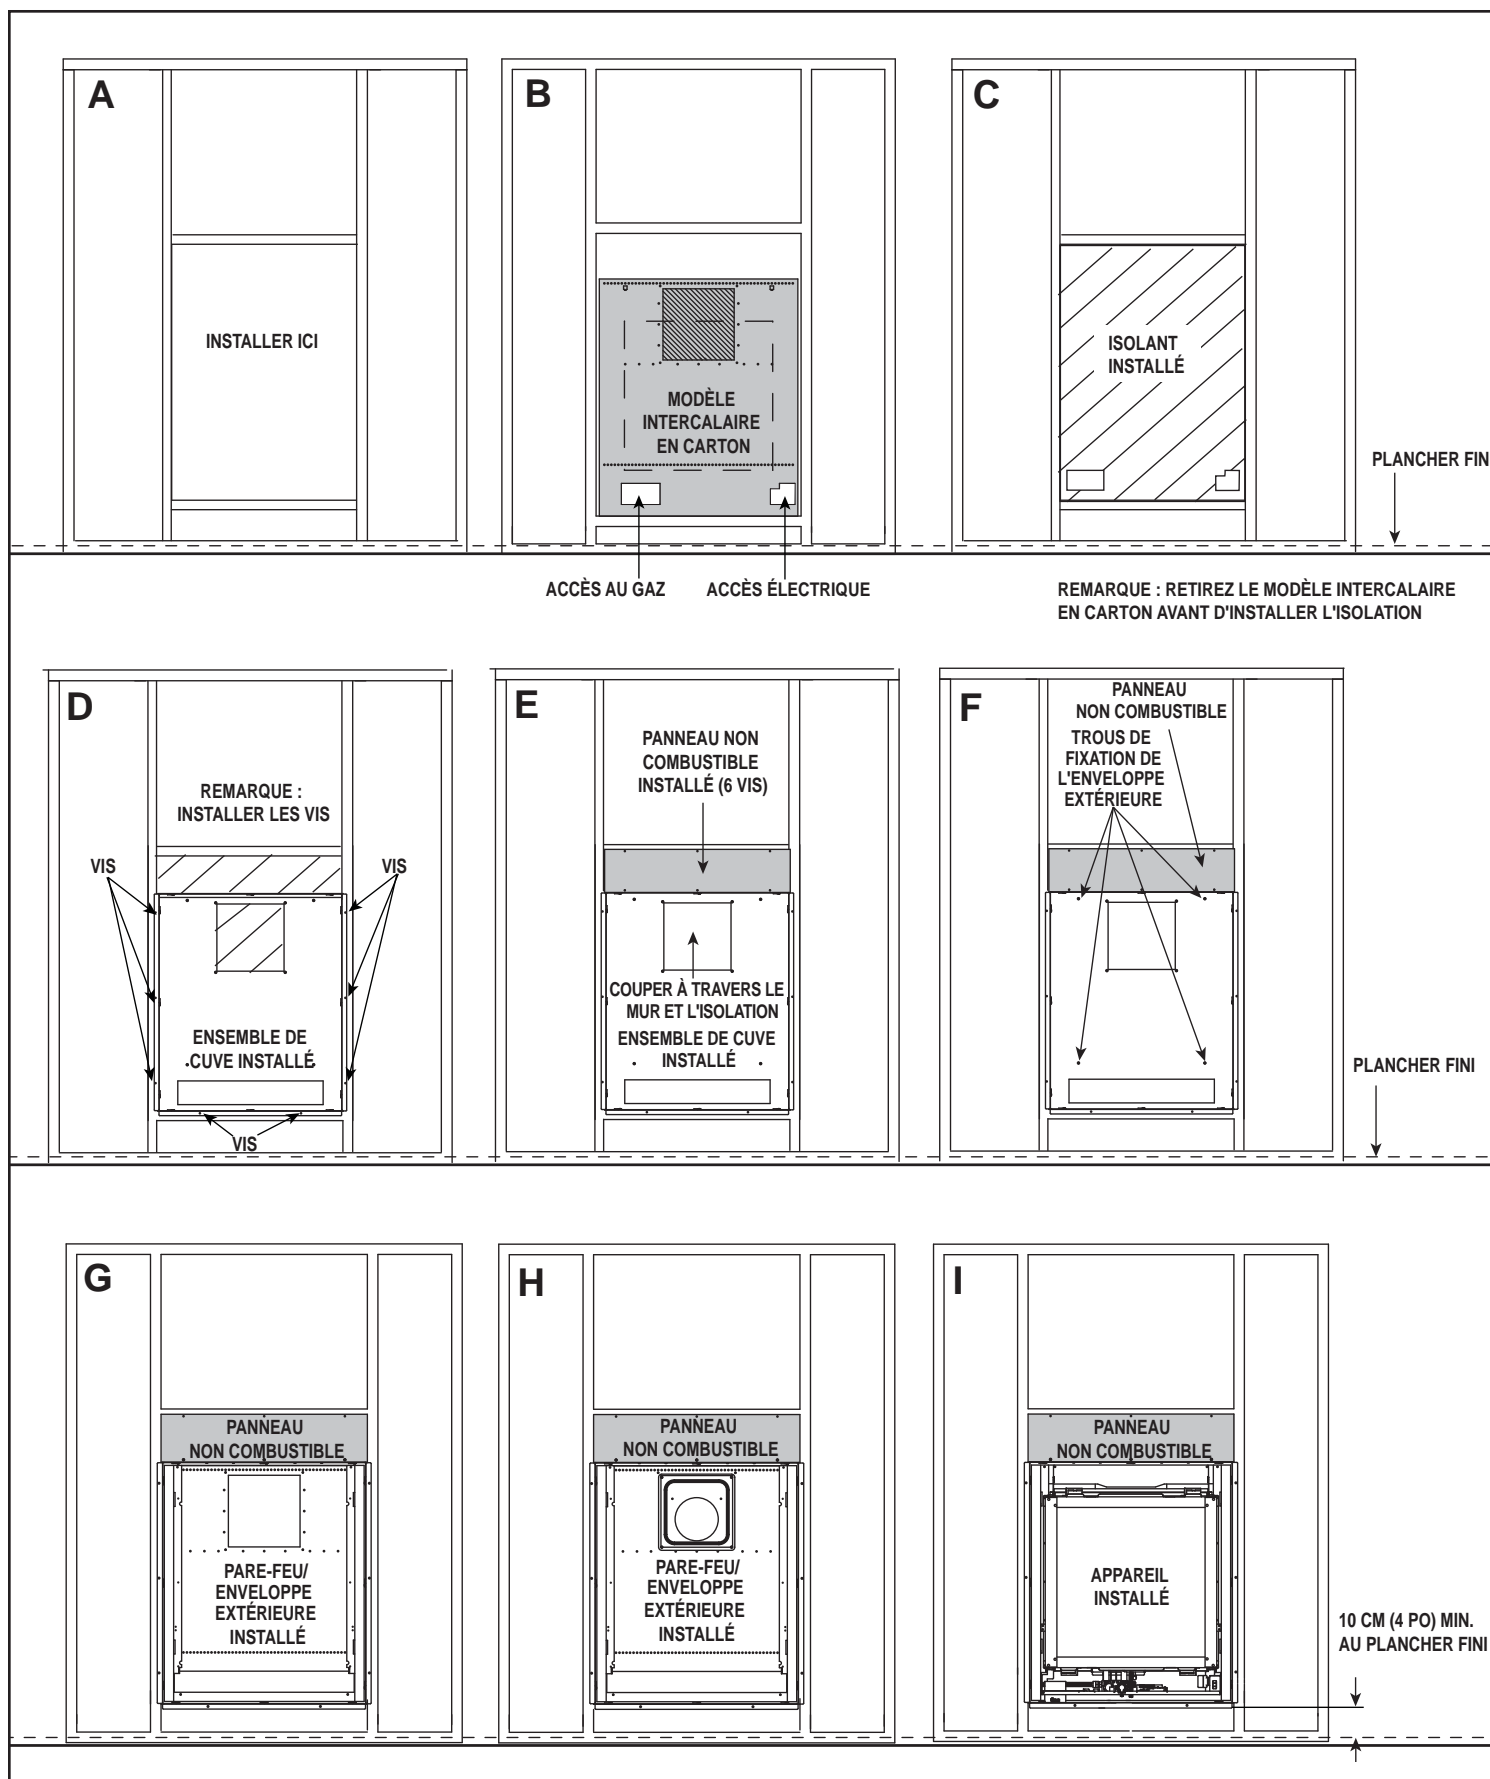 A
INSTALLER ICI
B
MODÈLE
INTERCALAIRE
EN CARTON
C
ISOLANT
INSTALLÉ
PLANCHER FINI
ACCÈS AU GAZ
ACCÈS ÉLECTRIQUE
REMARQUE : RETIREZ LE MODÈLE INTERCALAIRE
EN CARTON AVANT D'INSTALLER L'ISOLATION
D
REMARQUE :
INSTALLER LES VIS
VIS
VIS
ENSEMBLE DE
CUVE INSTALLÉ
VIS
E
PANNEAU NON
COMBUSTIBLE
INSTALLÉ (6 VIS)
COUPER À TRAVERS LE
MUR ET L'ISOLATION
ENSEMBLE DE CUVE
INSTALLÉ
F
PANNEAU
NON COMBUSTIBLE
TROUS DE
FIXATION DE
L'ENVELOPPE
EXTÉRIEURE
PLANCHER FINI
G
PANNEAU
NON COMBUSTIBLE
PARE-FEU/
ENVELOPPE
EXTÉRIEURE
INSTALLÉ
H
PANNEAU
NON COMBUSTIBLE
PARE-FEU/
ENVELOPPE
EXTÉRIEURE
INSTALLÉ
I
PANNEAU
NON COMBUSTIBLE
APPAREIL
INSTALLÉ
10 CM (4 PO) MIN.
AU PLANCHER FINI